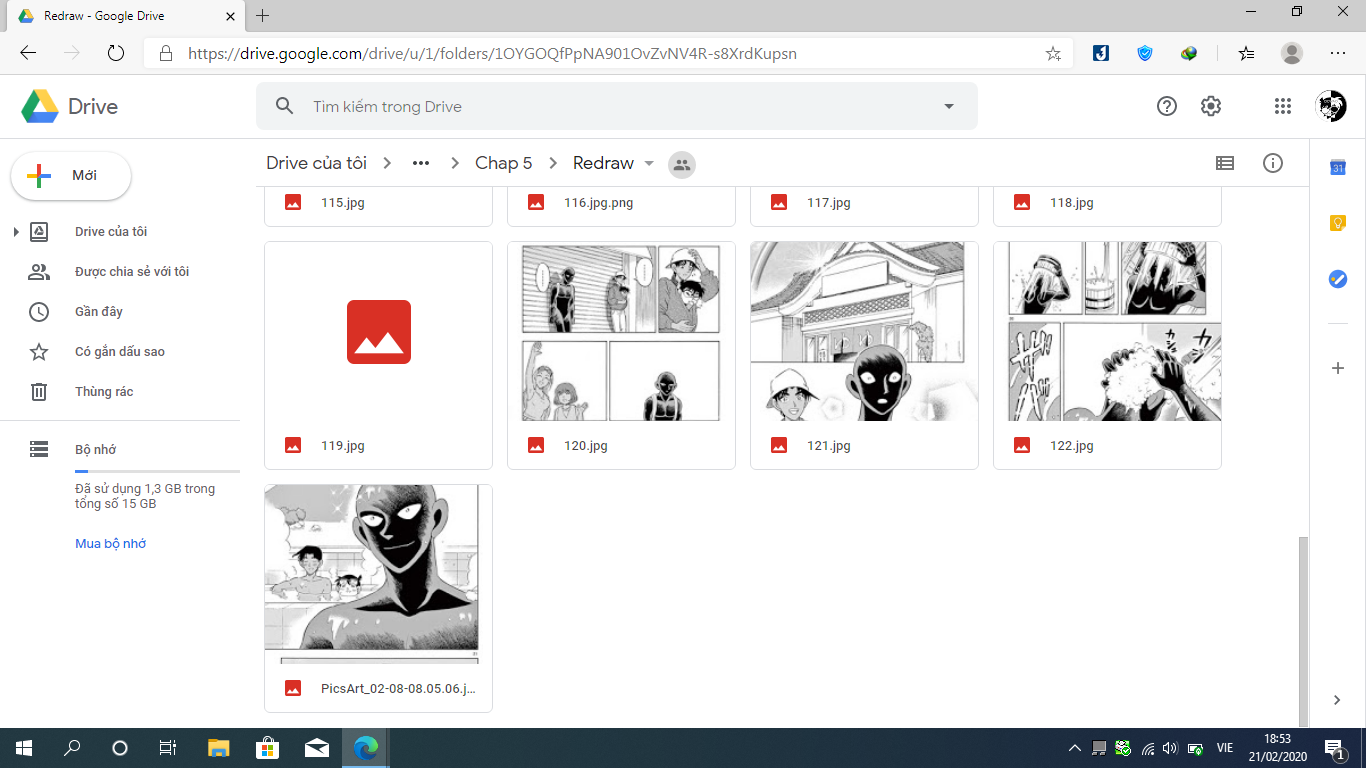 Redraw - Google Drive
https://drive.google.com/drive/u/1/folders/1OYGOQfPpNA901OvZvNV4R-s8XrdKupsn
Drive
Tìm kiếm trong Drive
Mới
Drive của tôi
Được chia sẻ với tôi
Gần đây
Có gắn dấu sao
Thùng rác
Bộ nhớ
Đã sử dụng 1,3 GB trong
tổng số 15 GB
Mua bộ nhớ
Drive của tôi > ... > Chap 5 > Redraw
115.jpg
116.jpg.png
117.jpg
118.jpg
119.jpg
120.jpg
121.jpg
122.jpg
カシ
カシ
PicsArt_02-08-08.05.06.j...
31
VIE
18:53
21/02/2020
1